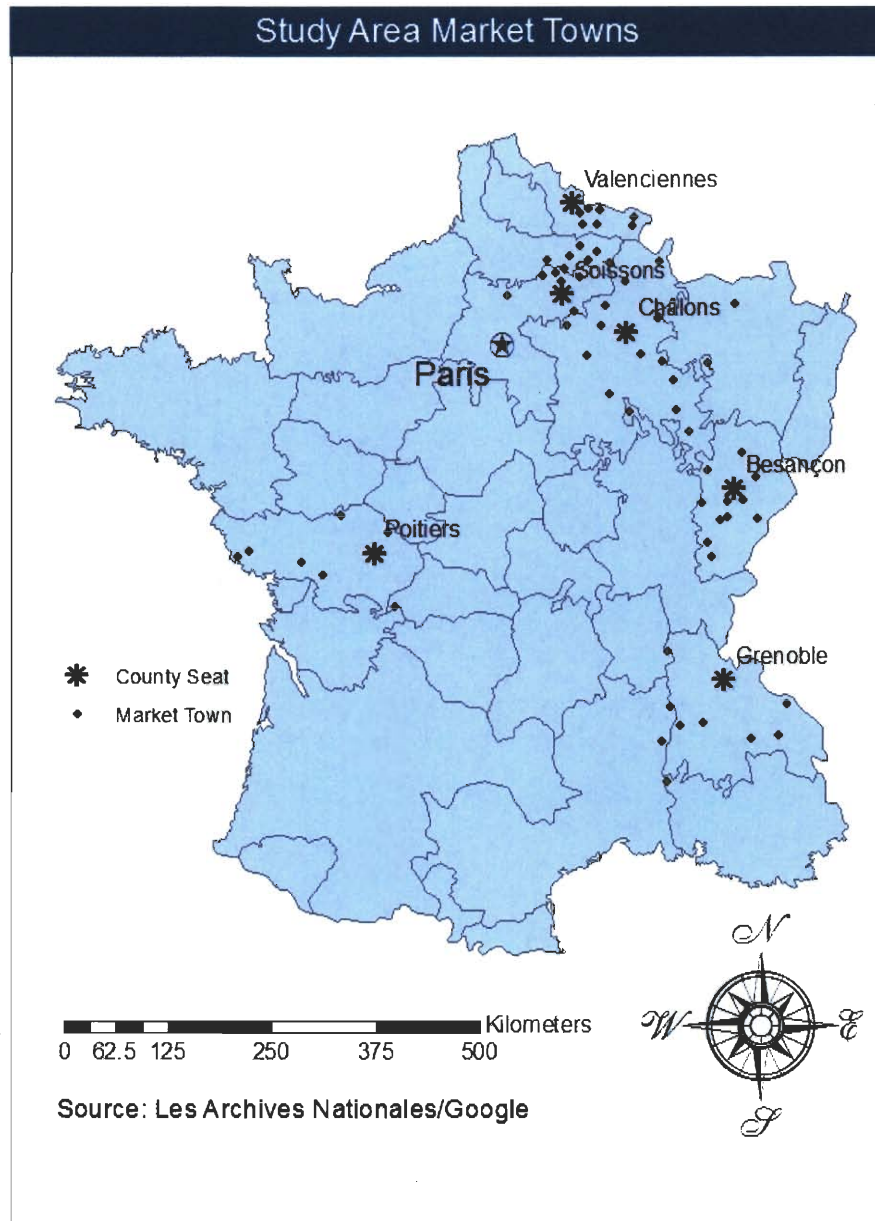 Study Area Market Towns
Valenciennes
Soissons
Châlons
Paris
Besançon
Poitiers
Grenoble
County Seat
Market Town
N
W
E
S
Kilometers
0 62.5 125 250 375 500
Source: Les Archives Nationales/Google